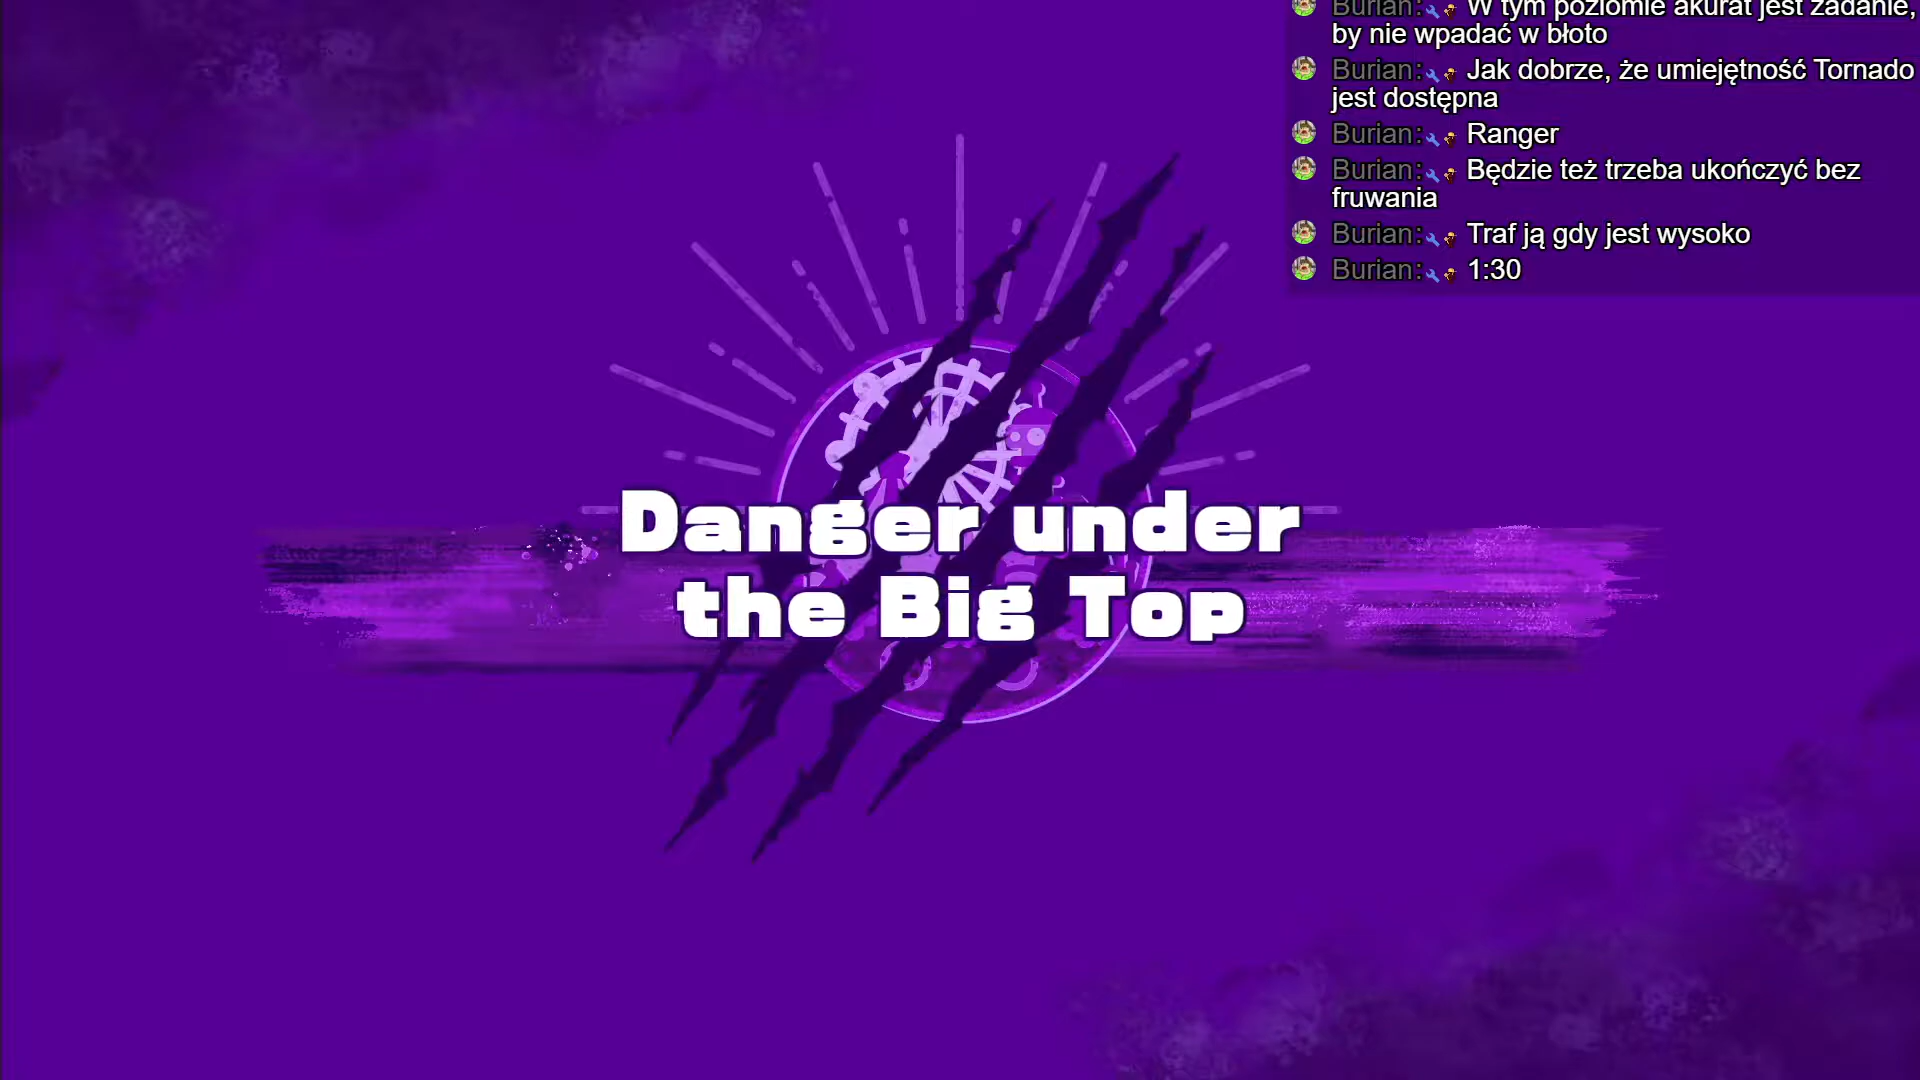 Burian: W tym poziomie akurat jest zadanie,
by nie wpadać w błoto
Burian: Jak dobrze, że umiejętność Tornado
jest dostępna
Burian: Ranger
Burian: Będzie też trzeba ukończyć bez
fruwania
Burian: Traf ją gdy jest wysoko
Burian: 1:30
Danger under
the Big Top